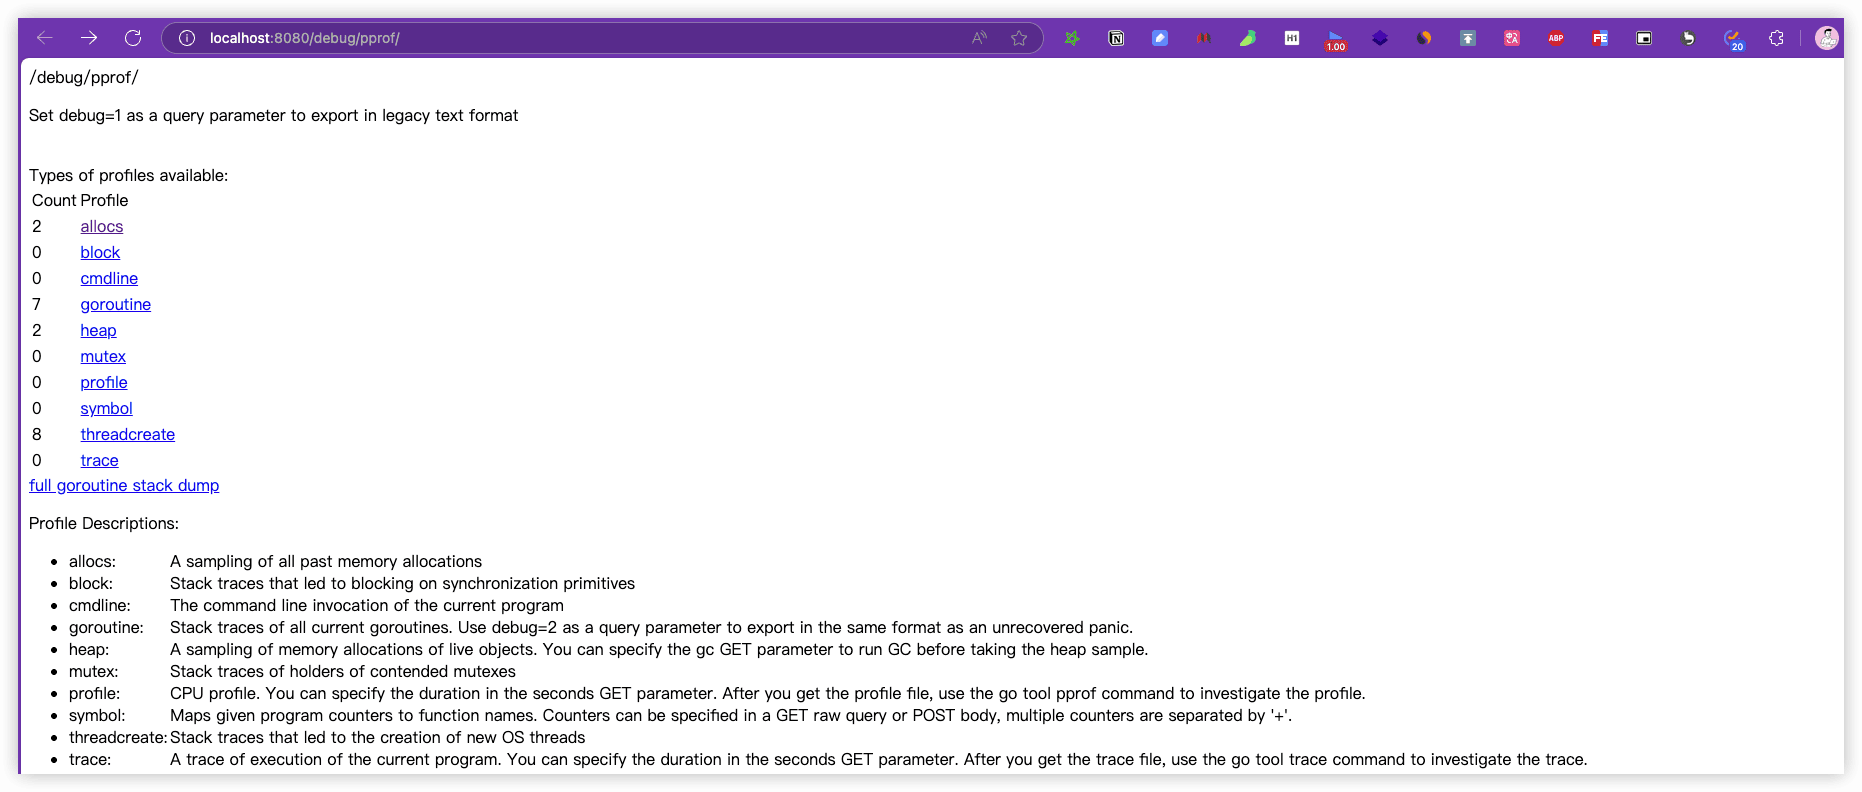 localhost:8080/debug/pprof/
H1
1.00
ABP
FE
20
/debug/pprof/
Set debug=1 as a query parameter to export in legacy text format
Types of profiles available:
Count Profile
2 allocs
0 block
0 cmdline
7 goroutine
2 heap
0 mutex
0 profile
0 symbol
8 threadcreate
0 trace
full goroutine stack dump
Profile Descriptions:
allocs: A sampling of all past memory allocations
block: Stack traces that led to blocking on synchronization primitives
cmdline: The command line invocation of the current program
goroutine: Stack traces of all current goroutines. Use debug=2 as a query parameter to export in the same format as an unrecovered panic.
heap: A sampling of memory allocations of live objects. You can specify the gc GET parameter to run GC before taking the heap sample.
mutex: Stack traces of holders of contended mutexes
profile: CPU profile. You can specify the duration in the seconds GET parameter. After you get the profile file, use the go tool pprof command to investigate the profile.
symbol: Maps given program counters to function names. Counters can be specified in a GET raw query or POST body, multiple counters are separated by '+'.
threadcreate: Stack traces that led to the creation of new OS threads
trace: A trace of execution of the current program. You can specify the duration in the seconds GET parameter. After you get the trace file, use the go tool trace command to investigate the trace.